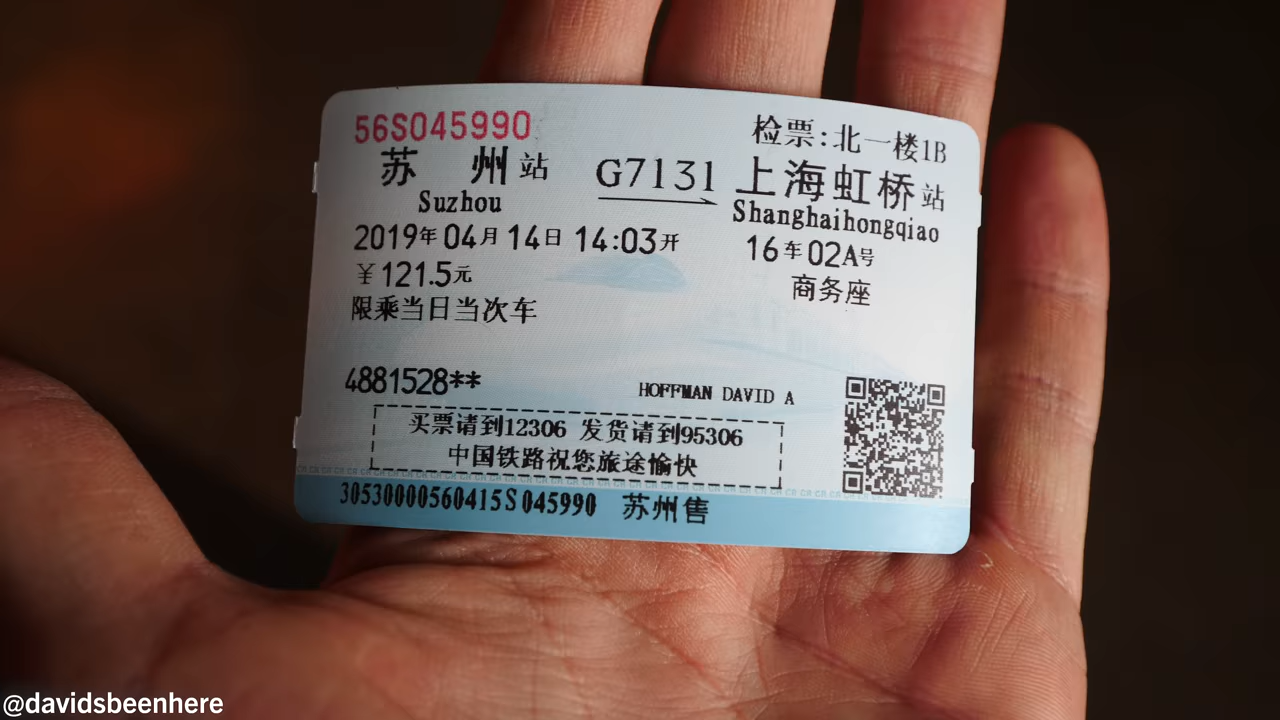 56S045990
检票:北一楼1B
苏 州站 G7131 上海虹桥站
Suzhou Shanghaihongqiao
2019年04月14日 14:03开 16车02A号
￥121.5元 商务座
限乘当日当次车
4881528** HOFFMAN DAVID A
买票请到12306 发货请到95306
中国铁路祝您旅途愉快
30530000560415S045990 苏州售
@davidsbeenhere